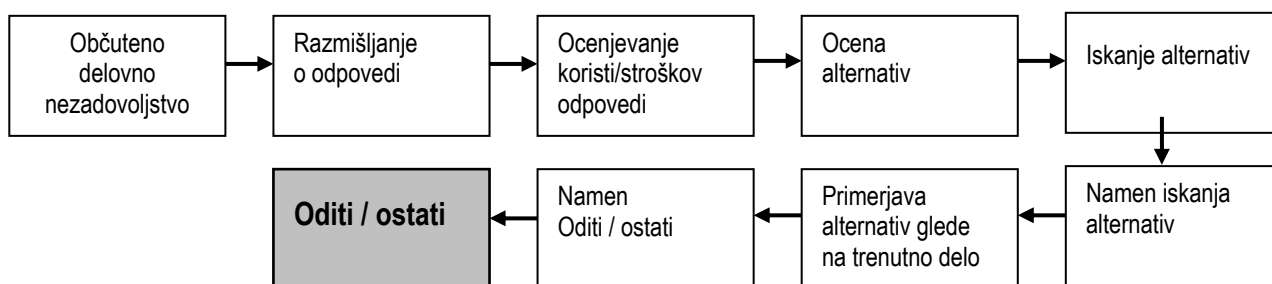 Občuteno
delovno
nezadovoljstvo
Razmišljanje
o odpovedi
Ocenjevanje
koristi/stroškov
odpovedi
Ocena
alternativ
Iskanje alternativ
Namen iskanja
alternativ
Primerjava
alternativ glede
na trenutno delo
Namen
Oditi / ostati
Oditi / ostati